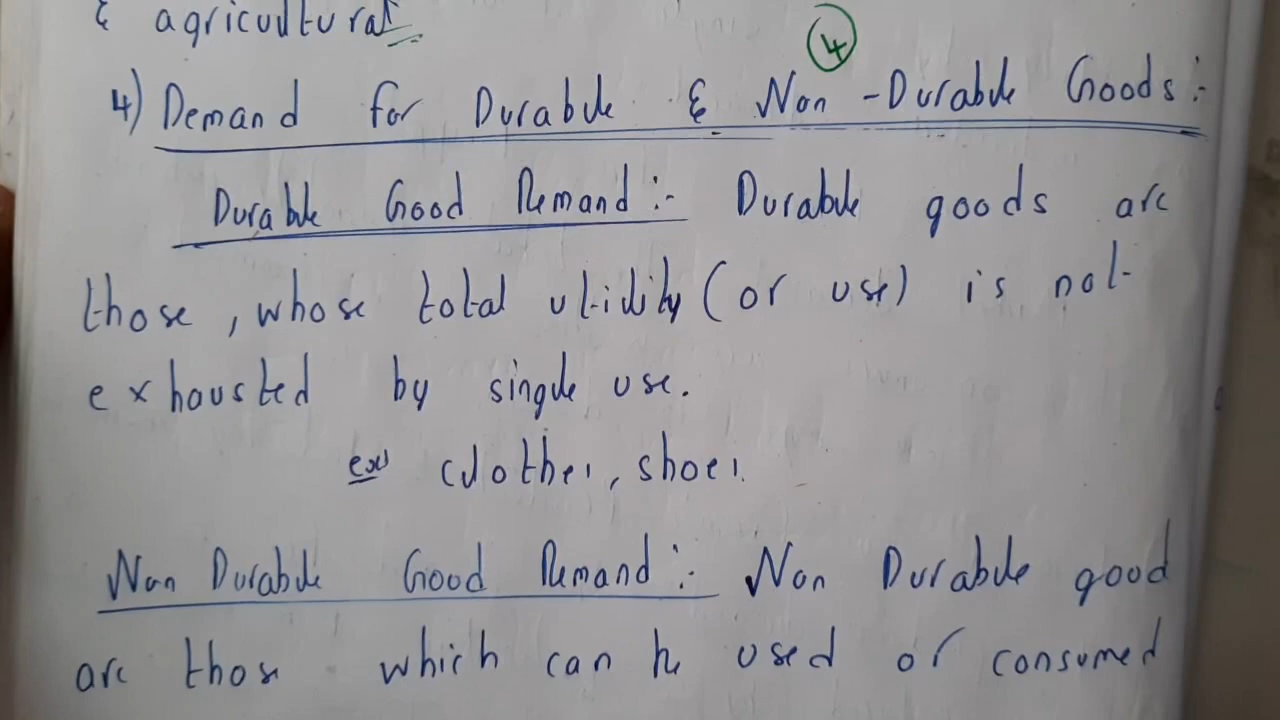 & agricultural
4
4) Demand for Durable & Non-Durable Goods:-
Durable Good Demand:- Durable goods are
those, whose total utility (or use) is not
exhausted by single use.
ex clothes, shoes.
Non Durable Good Demand:- Non Durable good
are those which can be used or consumed